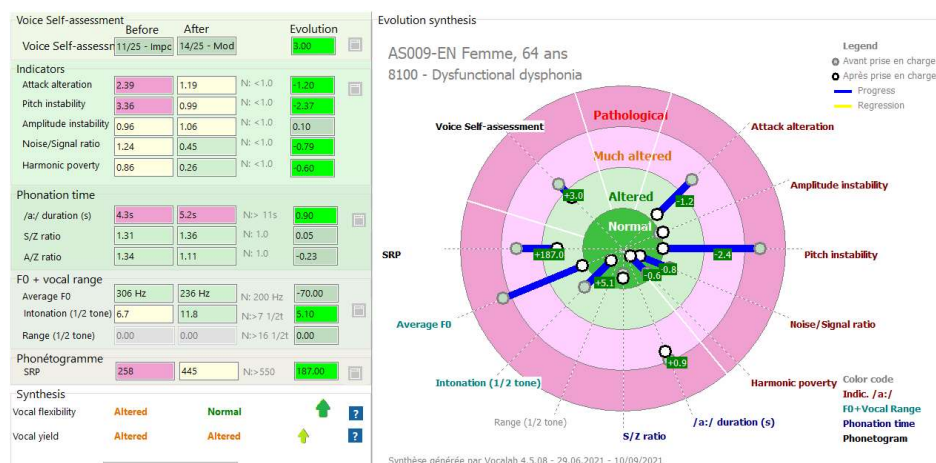 Voice Self-assessment
Before After Evolution
Voice Self-assessr 11/25 - Impc 14/25 - Mod 3.00
Indicators
Attack alteration 2.39 1.19 N: <1.0 -1.20
Pitch instability 3.36 0.99 N: <1.0 -2.37
Amplitude instability 0.96 1.06 N: <1.0 0.10
Noise/Signal ratio 1.24 0.45 N: <1.0 -0.79
Harmonic poverty 0.86 0.26 N: <1.0 -0.60
Phonation time
/a:/ duration (s) 4.3s 5.2s N:> 11s 0.90
S/Z ratio 1.31 1.36 N: 1.0 0.05
A/Z ratio 1.34 1.11 N: 1.0 -0.23
F0 + vocal range
Average F0 306 Hz 236 Hz N: 200 Hz -70.00
Intonation (1/2 tone) 6.7 11.8 N:>7 1/2t 5.10
Range (1/2 tone) 0.00 0.00 N:>16 1/2t 0.00
Phonétogramme
SRP 258 445 N:>550 187.00
Synthesis
Vocal flexibility Altered Normal ?
Vocal yield Altered Altered ?
Evolution synthesis
AS009-EN Femme, 64 ans
8100 - Dysfunctional dysphonia
Legend
Avant prise en charge
Après prise en charge
Progress
Regression
Pathological
Much altered
Altered
Normal
Voice Self-assessment
Attack alteration
Amplitude instability
Pitch instability
Noise/Signal ratio
Harmonic poverty
/a:/ duration (s)
S/Z ratio
Range (1/2 tone)
Intonation (1/2 tone)
Average F0
SRP
+3.0
-1.2
-2.4
-0.8
-0.6
+0.9
+5.1
+187.0
Color code
Indic. /a:/
F0+Vocal Range
Phonation time
Phonetogram
Synthèse générée par Vocalab 4.5.08 - 29.06.2021 - 10/09/2021